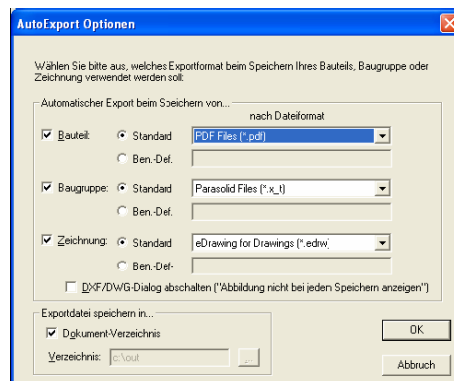 AutoExport Optionen
Wählen Sie bitte aus, welches Exportformat beim Speichern Ihres Bauteils, Baugruppe oder
Zeichnung verwendet werden soll:
Automatischer Export beim Speichern von...
nach Dateiformat
Bauteil: Standard PDF Files (*.pdf)
Ben.-Def.
Baugruppe: Standard Parasolid Files (*.x_t)
Ben.-Def.
Zeichnung: Standard eDrawing for Drawings (*.edrw)
Ben.-Def-
DXF/DWG-Dialog abschalten ("Abbildung nicht bei jeden Speichern anzeigen")
Exportdatei speichern in...
Dokument-Verzeichnis
Verzeichnis: c:\out ...
OK
Abbruch